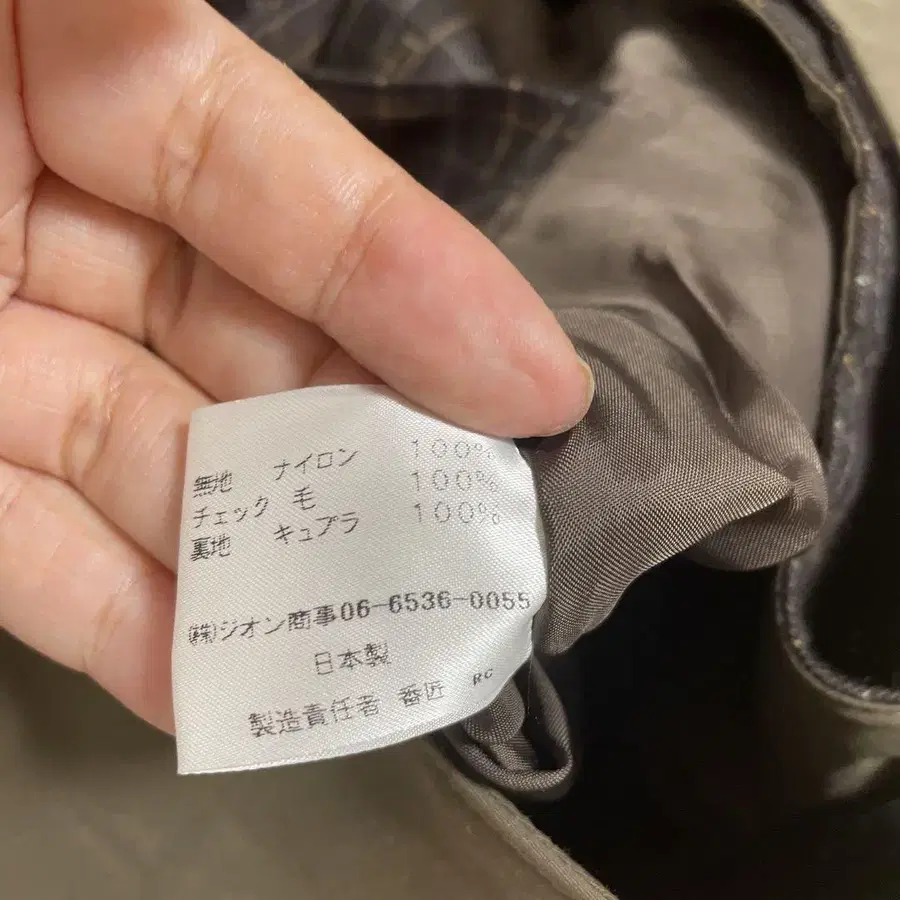 無地 ナイロン 100%
チェック 毛 100%
裏地 キュプラ 100%
㈱ジオン商事06-6536-0055
日本製
製造責任者 番匠 RC